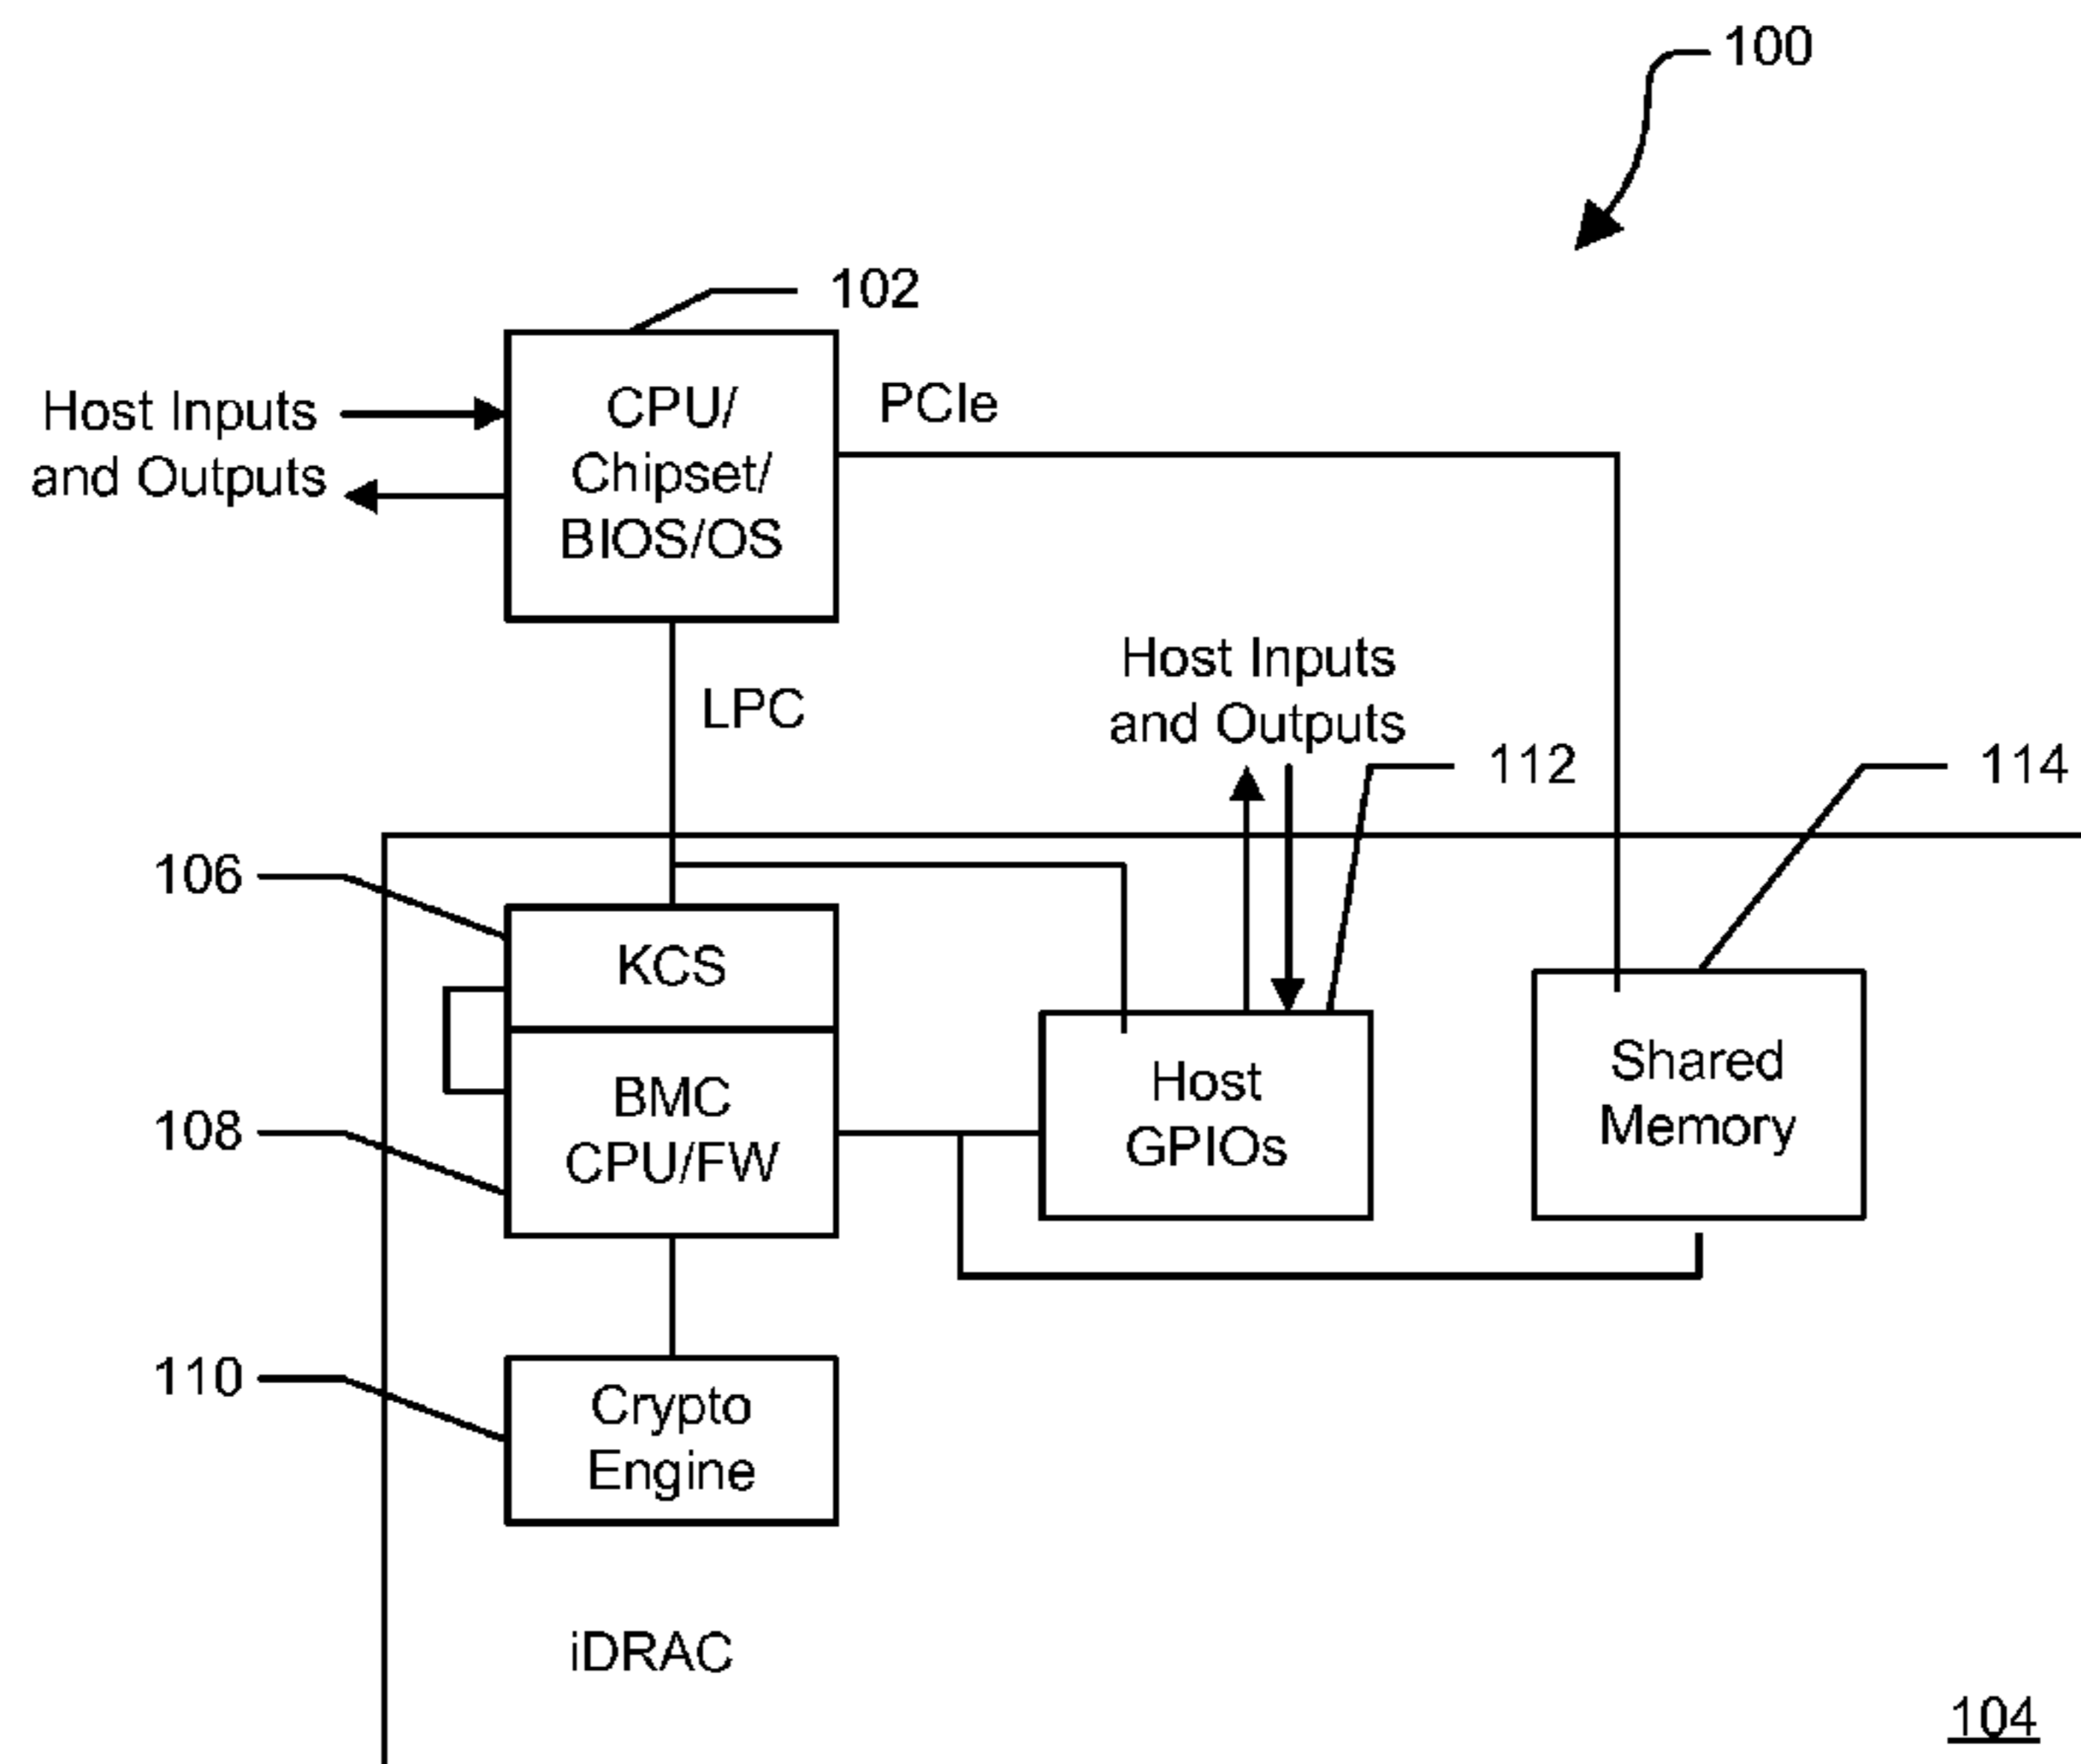 100
102
Host Inputs
and Outputs
CPU/
Chipset/
BIOS/OS
PCIe
LPC
Host Inputs
and Outputs
112
114
106
KCS
108
BMC
CPU/FW
Host
GPIOs
Shared
Memory
110
Crypto
Engine
iDRAC
104